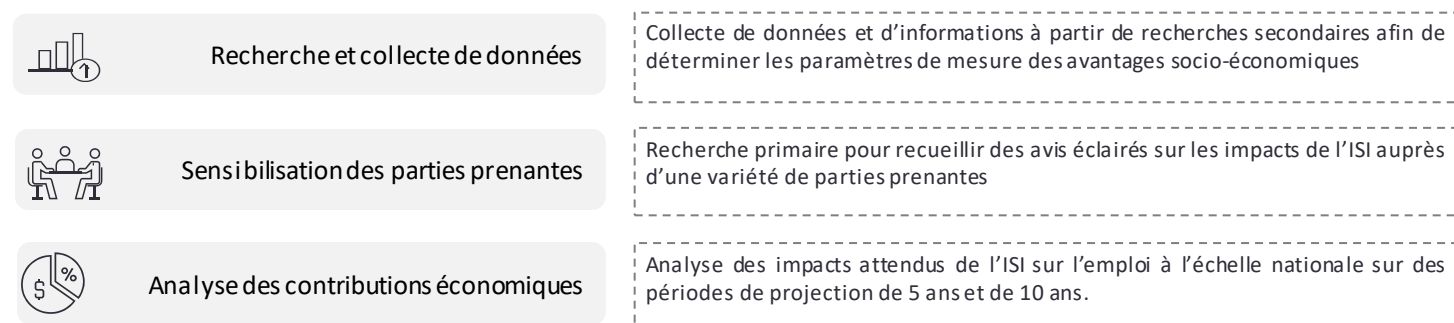 Recherche et collecte de données
Collecte de données et d’informations à partir de recherches secondaires afin de
déterminer les paramètres de mesure des avantages socio-économiques
Sensibilisation des parties prenantes
Recherche primaire pour recueillir des avis éclairés sur les impacts de l’ISI auprès
d’une variété de parties prenantes
$ %
Analyse des contributions économiques
Analyse des impacts attendus de l’ISI sur l’emploi à l’échelle nationale sur des
périodes de projection de 5 ans et de 10 ans.